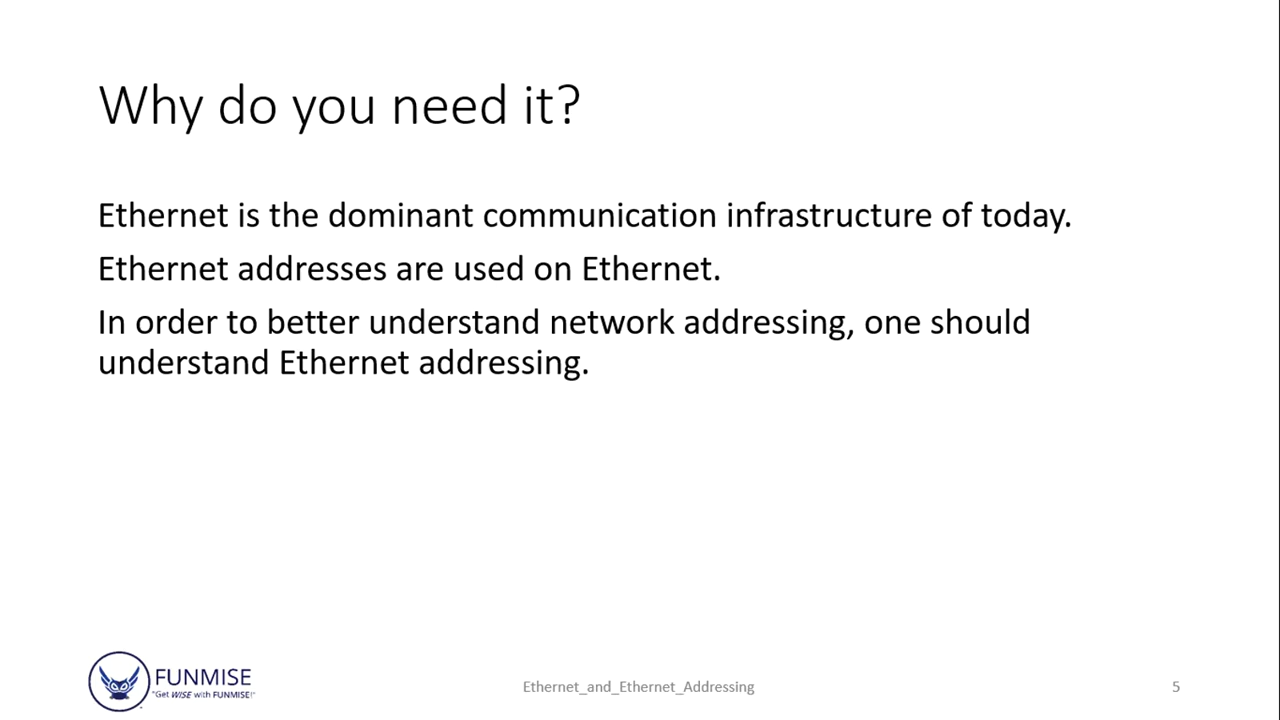 Why do you need it?
Ethernet is the dominant communication infrastructure of today.
Ethernet addresses are used on Ethernet.
In order to better understand network addressing, one should
understand Ethernet addressing.
FUNMISE
"Get WISE with FUNMISE!"
Ethernet_and_Ethernet_Addressing
5